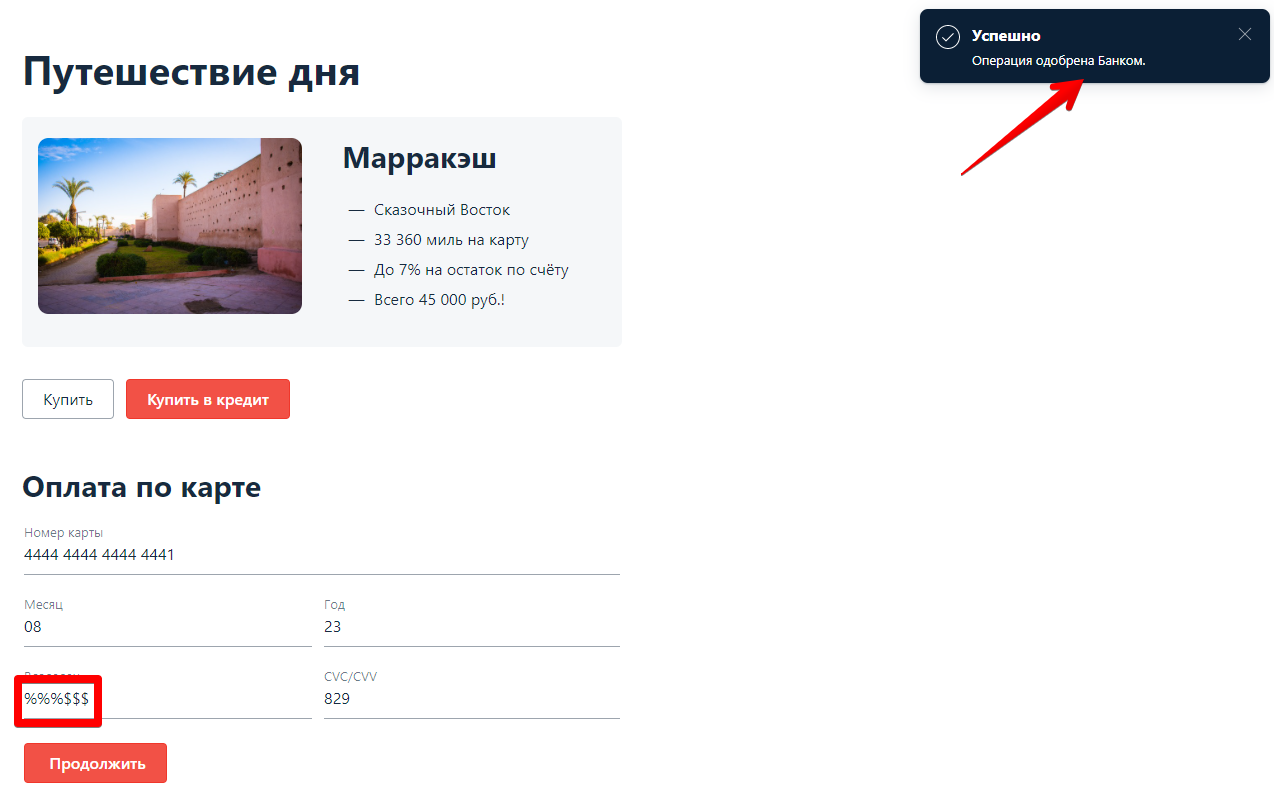 Успешно
Операция одобрена Банком.
Путешествие дня
Марракэш
— Сказочный Восток
— 33 360 миль на карту
— До 7% на остаток по счёту
— Всего 45 000 руб.!
Купить
Купить в кредит
Оплата по карте
Номер карты
4444 4444 4444 4441
Месяц
Год
08
23
CVC/CVV
%%%$$$
829
Продолжить